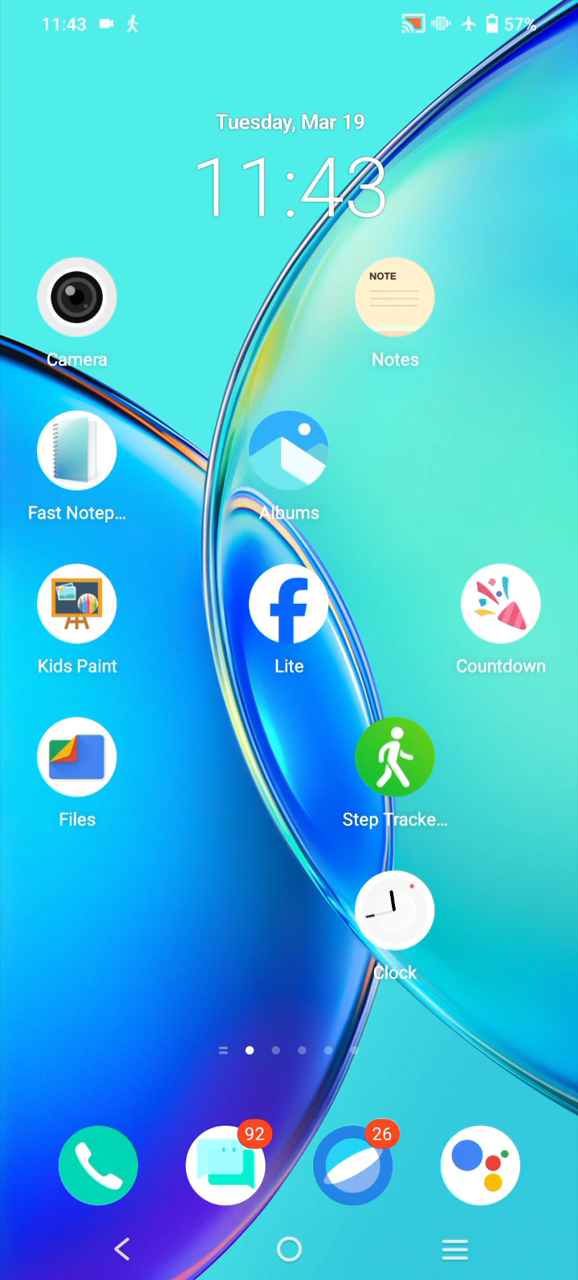 11:43
57%
Tuesday, Mar 19
11:43
NOTE
Camera
Notes
Fast Notep...
Albums
Kids Paint
Lite
Countdown
Files
Step Tracke...
Clock
92
26